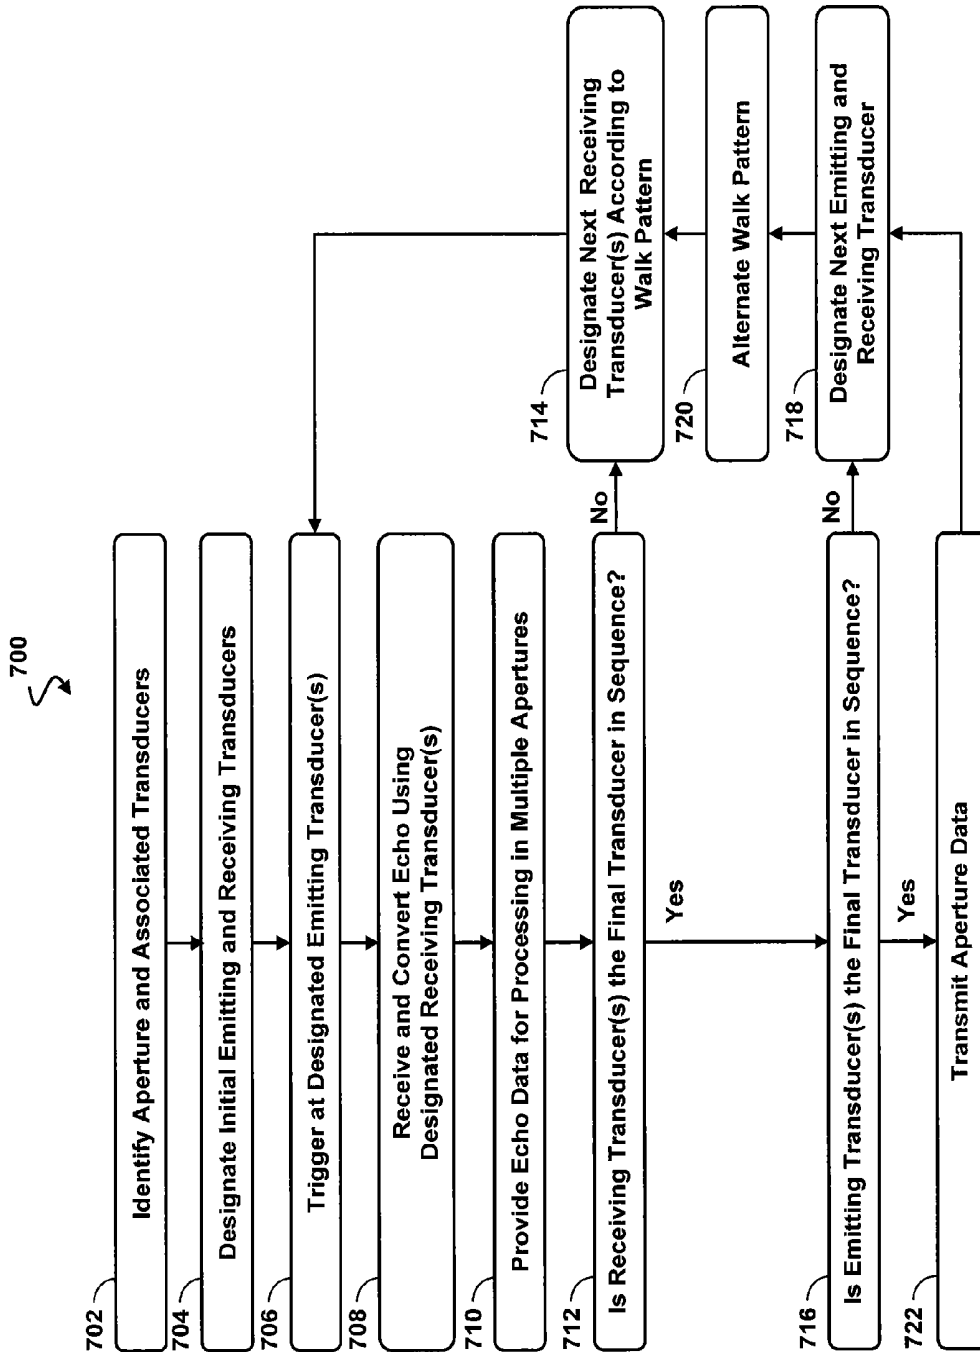 700
702
Identify Aperture and Associated Transducers
704
Designate Initial Emitting and Receiving Transducers
706
Trigger at Designated Emitting Transducer(s)
708
Receive and Convert Echo Using
Designated Receiving Transducer(s)
710
Provide Echo Data for Processing in Multiple Apertures
712
Is Receiving Transducer(s) the Final Transducer in Sequence?
No
Yes
714
Designate Next Receiving
Transducer(s) According to
Walk Pattern
720
Alternate Walk Pattern
718
Designate Next Emitting and
Receiving Transducer
716
Is Emitting Transducer(s) the Final Transducer in Sequence?
No
Yes
722
Transmit Aperture Data